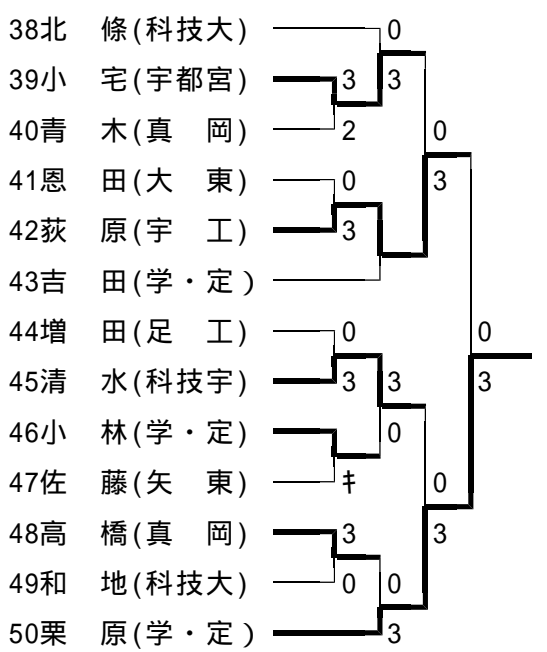 38北　條(科技大)　0
39小　宅(宇都宮)　3　3
40青　木(真　岡)　2　0
41恩　田(大　東)　0　3
42荻　原(宇　工)　3
43吉　田(学・定)
44増　田(足　工)　0　0
45清　水(科技宇)　3　3　3
46小　林(学・定)　0
47佐　藤(矢　東)　ｷ　0
48高　橋(真　岡)　3　3
49和　地(科技大)　0　0
50栗　原(学・定)　3